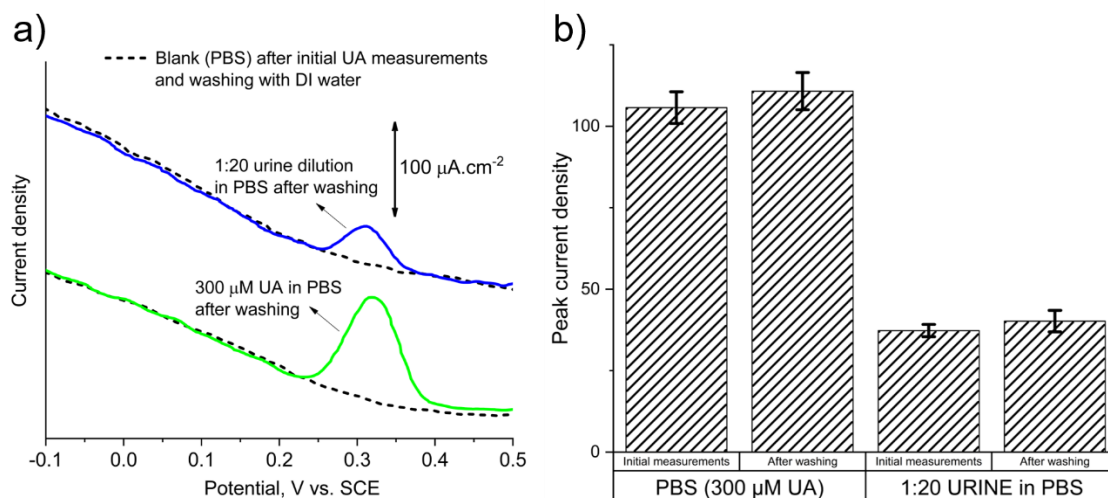 a)
Blank (PBS) after initial UA measurements
and washing with DI water
1:20 urine dilution
in PBS after washing
100 μA.cm-2
300 μM UA in PBS
after washing
Current density
-0.1 0.0 0.1 0.2 0.3 0.4 0.5
Potential, V vs. SCE
b)
Peak current density
100
50
0
Initial measurements After washing Initial measurements After washing
PBS (300 μM UA) 1:20 URINE in PBS